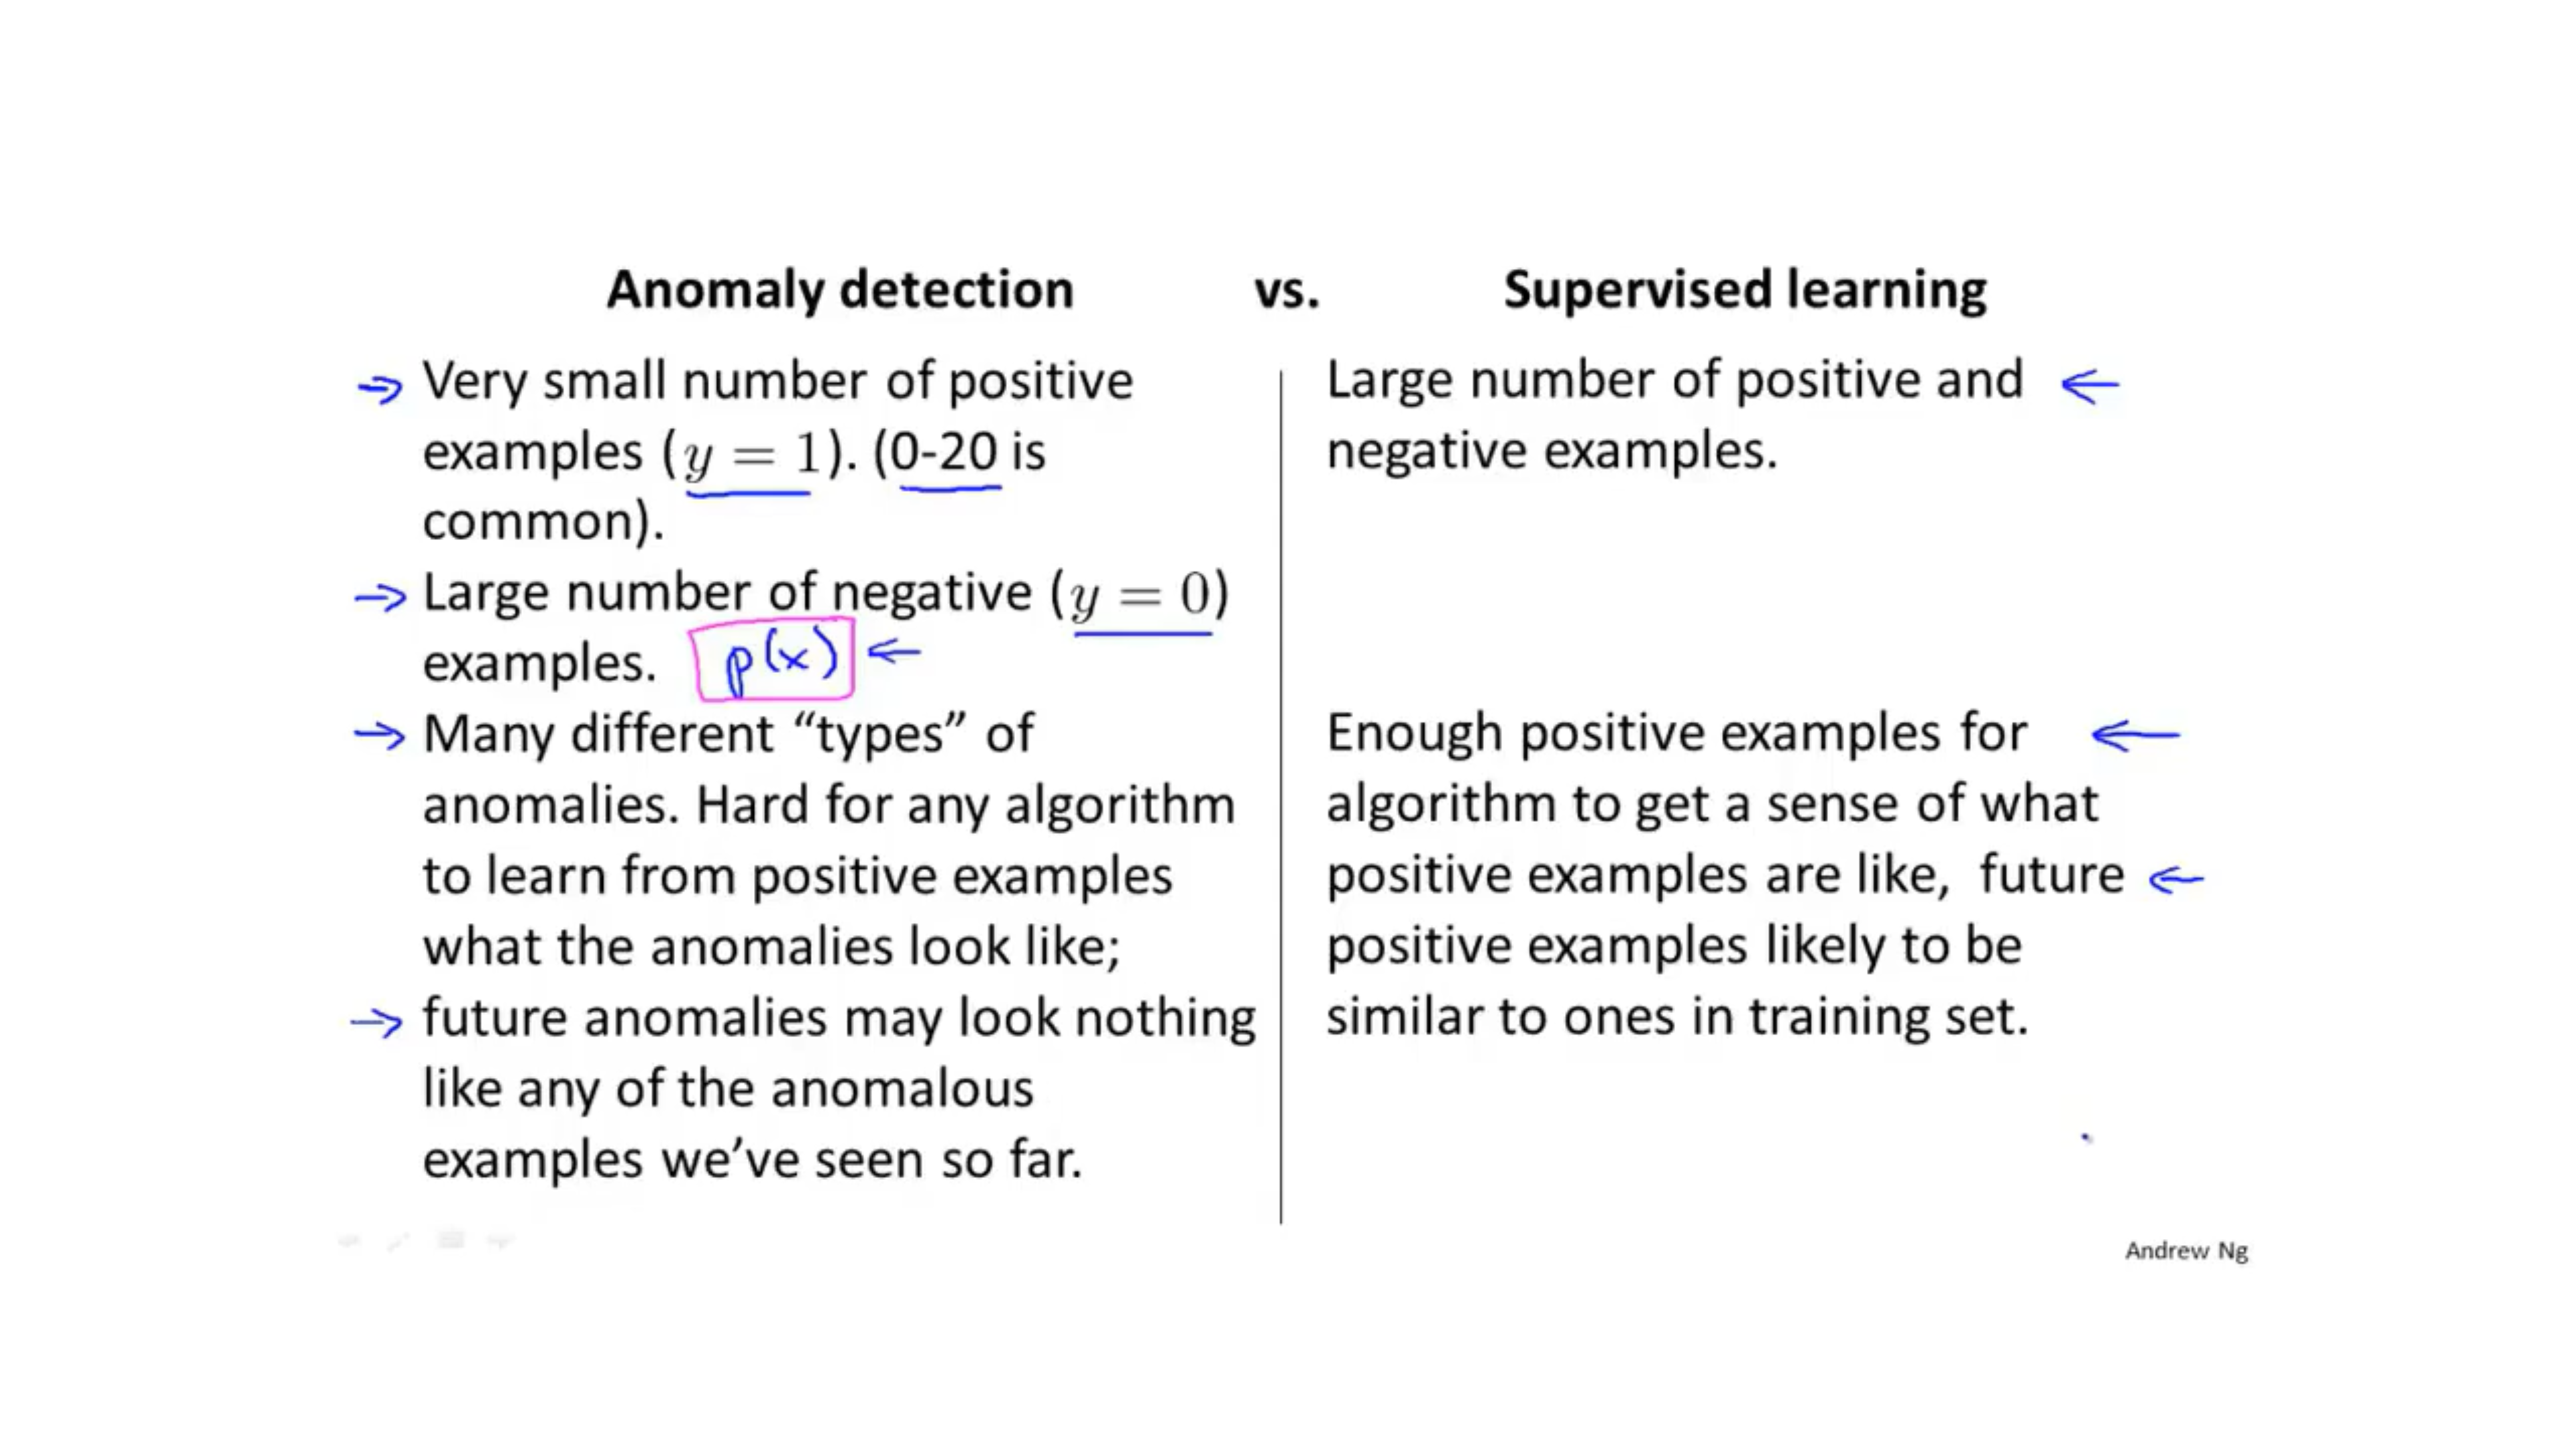 Anomaly detection vs. Supervised learning
Very small number of positive
examples (y = 1). (0-20 is
common).
Large number of negative (y = 0)
examples. p(x)
Many different “types” of
anomalies. Hard for any algorithm
to learn from positive examples
what the anomalies look like;
future anomalies may look nothing
like any of the anomalous
examples we’ve seen so far.
Large number of positive and
negative examples.
Enough positive examples for
algorithm to get a sense of what
positive examples are like, future
positive examples likely to be
similar to ones in training set.
Andrew Ng